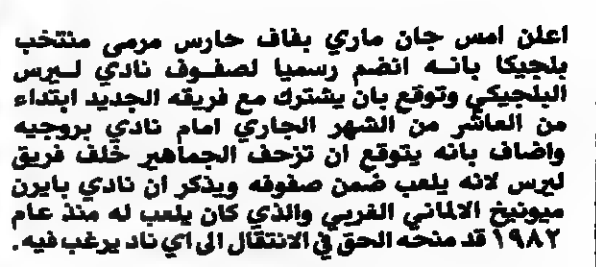 اعلن امس جان ماري بفاف حارس مرمى منتخب
بلجيكا بانه انضم رسميا لصفوف نادي ليرس
البلجيكي وتوقع بان يشترك مع فريقه الجديد ابتداء
من العاشر من الشهر الجاري امام نادي بروجيه
واضاف بانه يتوقع ان تزحف الجماهير خلف فريق
ليرس لانه يلعب ضمن صفوفه ويذكر ان نادي بايرن
ميونيخ الالماني الغربي والذي كان يلعب له منذ عام
١٩٨٢ قد منحه الحق في الانتقال الى اي ناد يرغب فيه.